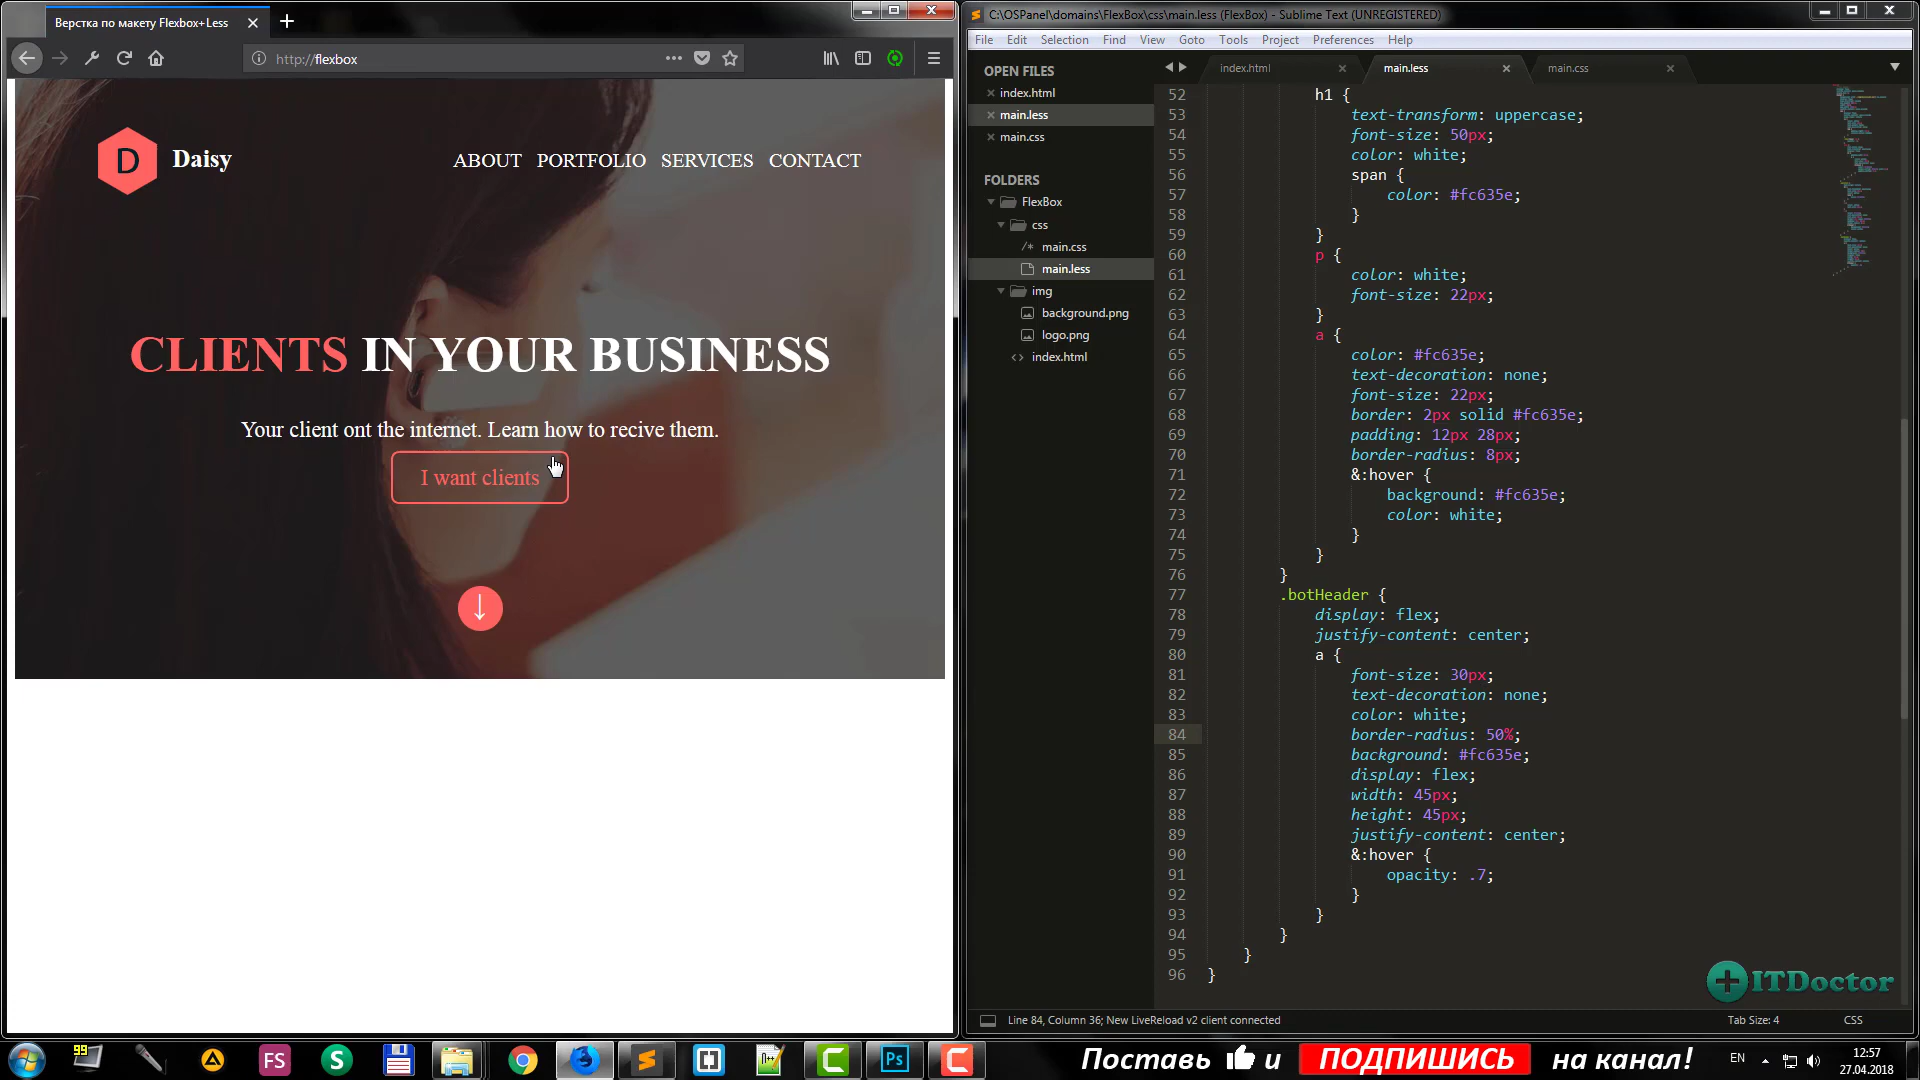 Верстка по макету Flexbox+Less
http://flexbox
D Daisy
ABOUT PORTFOLIO SERVICES CONTACT
CLIENTS IN YOUR BUSINESS
Your client ont the internet. Learn how to recive them.
I want clients
↓
C:\OSPanel\domains\FlexBox\css\main.less (FlexBox) - Sublime Text (UNREGISTERED)
File Edit Selection Find View Goto Tools Project Preferences Help
OPEN FILES
index.html
main.less
main.css
FOLDERS
FlexBox
css
/* main.css
main.less
img
background.png
logo.png
<> index.html
index.html main.less main.css
52 h1 {
53 text-transform: uppercase;
54 font-size: 50px;
55 color: white;
56 span {
57 color: #fc635e;
58 }
59 }
60 p {
61 color: white;
62 font-size: 22px;
63 }
64 a {
65 color: #fc635e;
66 text-decoration: none;
67 font-size: 22px;
68 border: 2px solid #fc635e;
69 padding: 12px 28px;
70 border-radius: 8px;
71 &:hover {
72 background: #fc635e;
73 color: white;
74 }
75 }
76 }
77 .botHeader {
78 display: flex;
79 justify-content: center;
80 a {
81 font-size: 30px;
82 text-decoration: none;
83 color: white;
84 border-radius: 50%;
85 background: #fc635e;
86 display: flex;
87 width: 45px;
88 height: 45px;
89 justify-content: center;
90 &:hover {
91 opacity: .7;
92 }
93 }
94 }
95 }
96 }
ITDoctor
Line 84, Column 36; New LiveReload v2 client connected
Tab Size: 4
CSS
99
FS
S
Ps
Поставь и ПОДПИШИСЬ на канал!
EN
12:57
27.04.2018